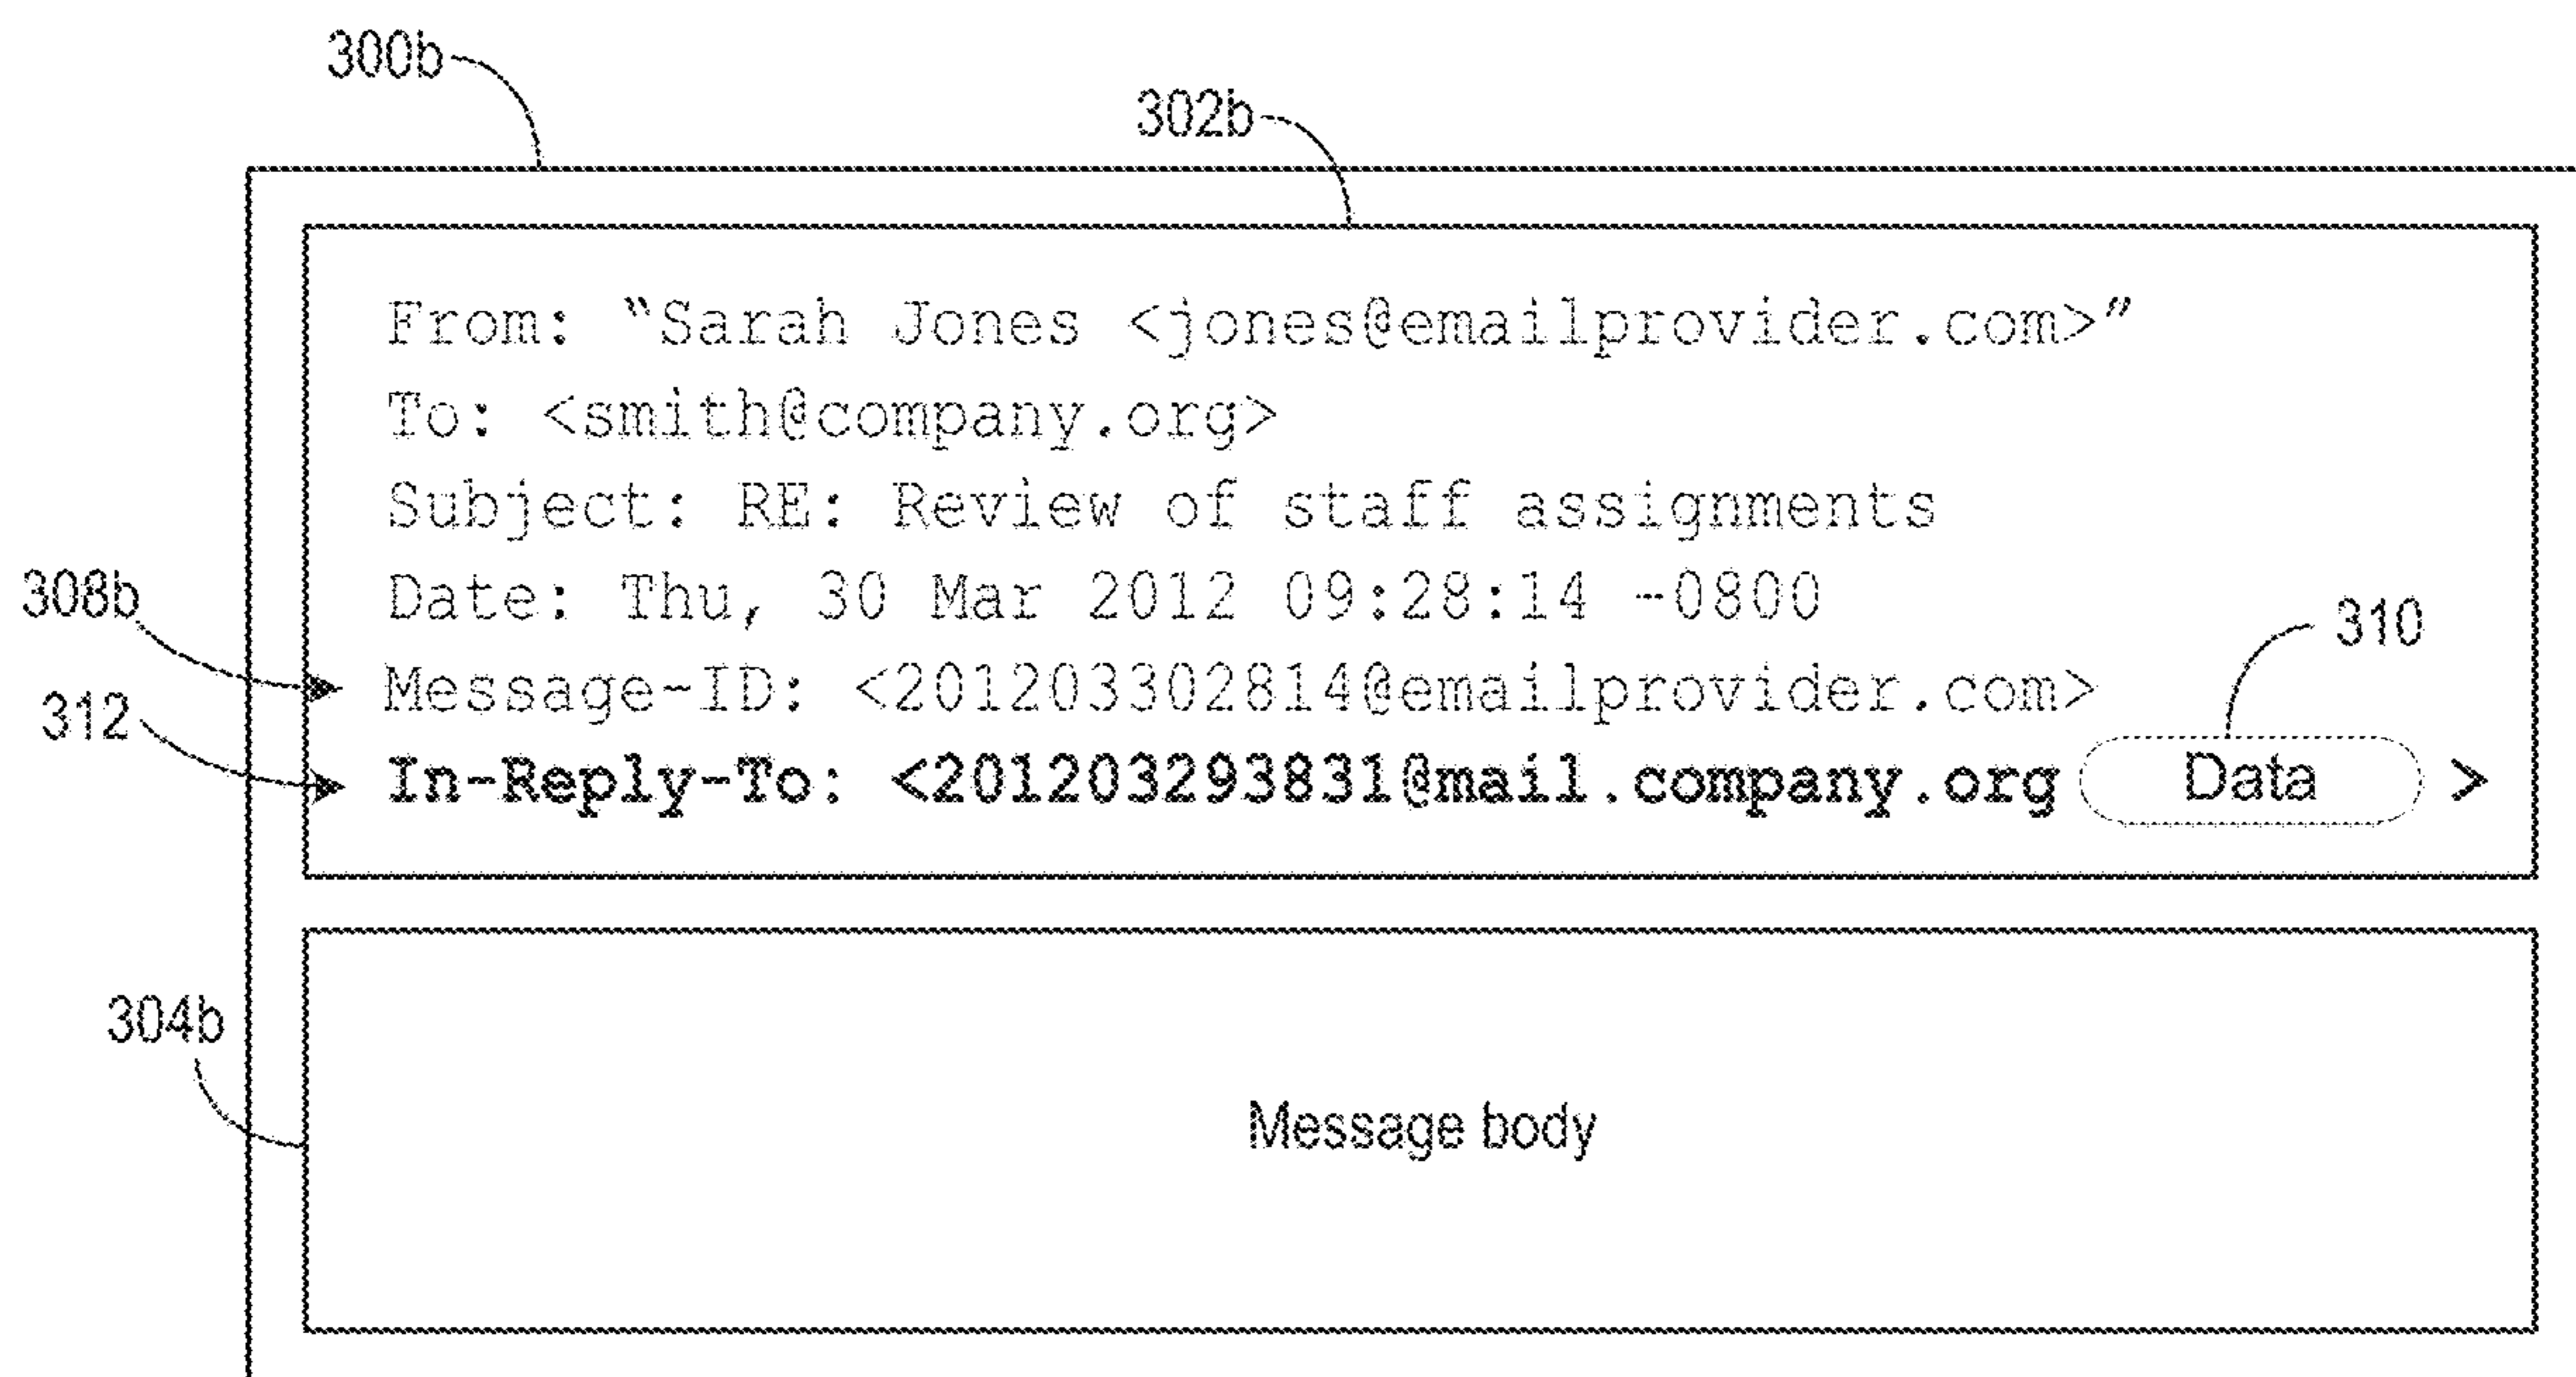 300b
302b
From: “Sarah Jones <jones@emailprovider.com>”
To: <smith@company.org>
Subject: RE: Review of staff assignments
Date: Thu, 30 Mar 2012 09:28:14 -0800
308b
310
Message-ID: <201203302814@emailprovider.com>
312
In-Reply-To: <201203293831@mail.company.org Data >
304b
Message body